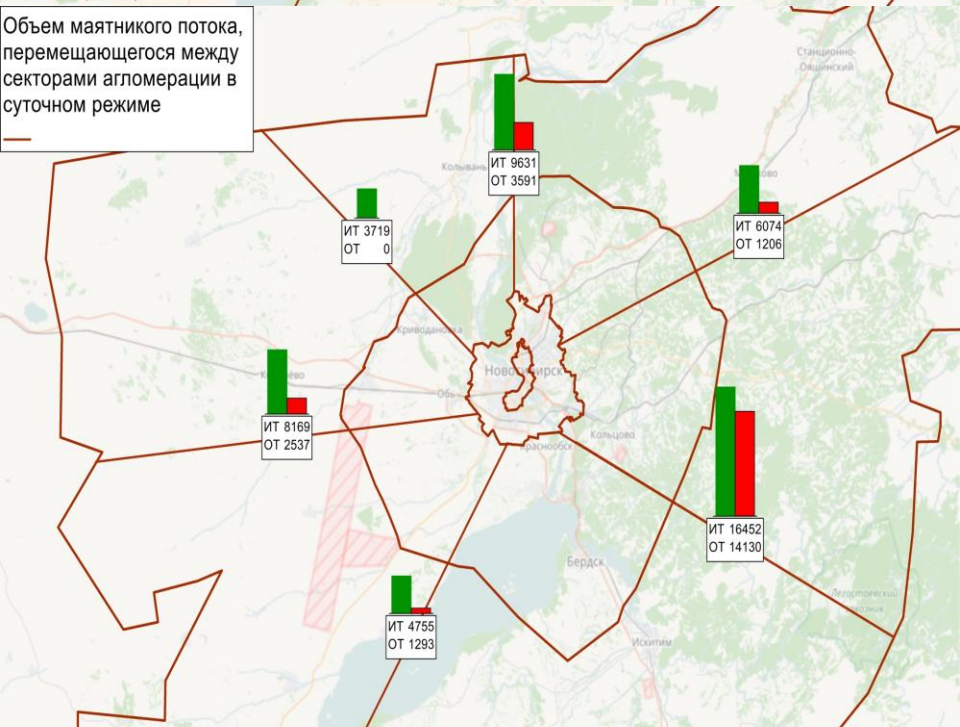 Объем маятникого потока,
перемещающегося между
секторами агломерации в
суточном режиме
Станционно-
Ояшинский
Колывань
ИТ 9631
ОТ 3591
ИТ 3719
ОТ 0
ИТ 6074
ОТ 1206
Криводановка
Новосибирск
Обь
ИТ 8169
ОТ 2537
Кольцово
Краснообск
ИТ 16452
ОТ 14130
Бердск
ИТ 4755
ОТ 1293
Искитим